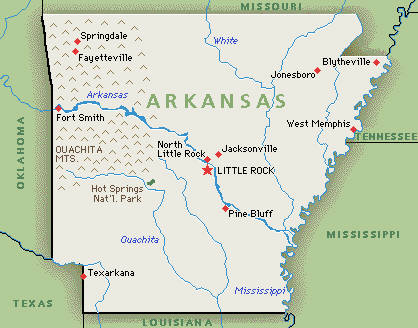 MISSOURI
Springdale
Fayetteville
White
Blytheville
Jonesboro
Arkansas
ARKANSAS
Fort Smith
West Memphis
TENNESSEE
OKLAHOMA
OUACHITA
MTS.
North
Little Rock
Jacksonville
LITTLE ROCK
Hot Springs
Nat'l. Park
Pine Bluff
MISSISSIPPI
Ouachita
Texarkana
Mississippi
TEXAS
LOUISIANA